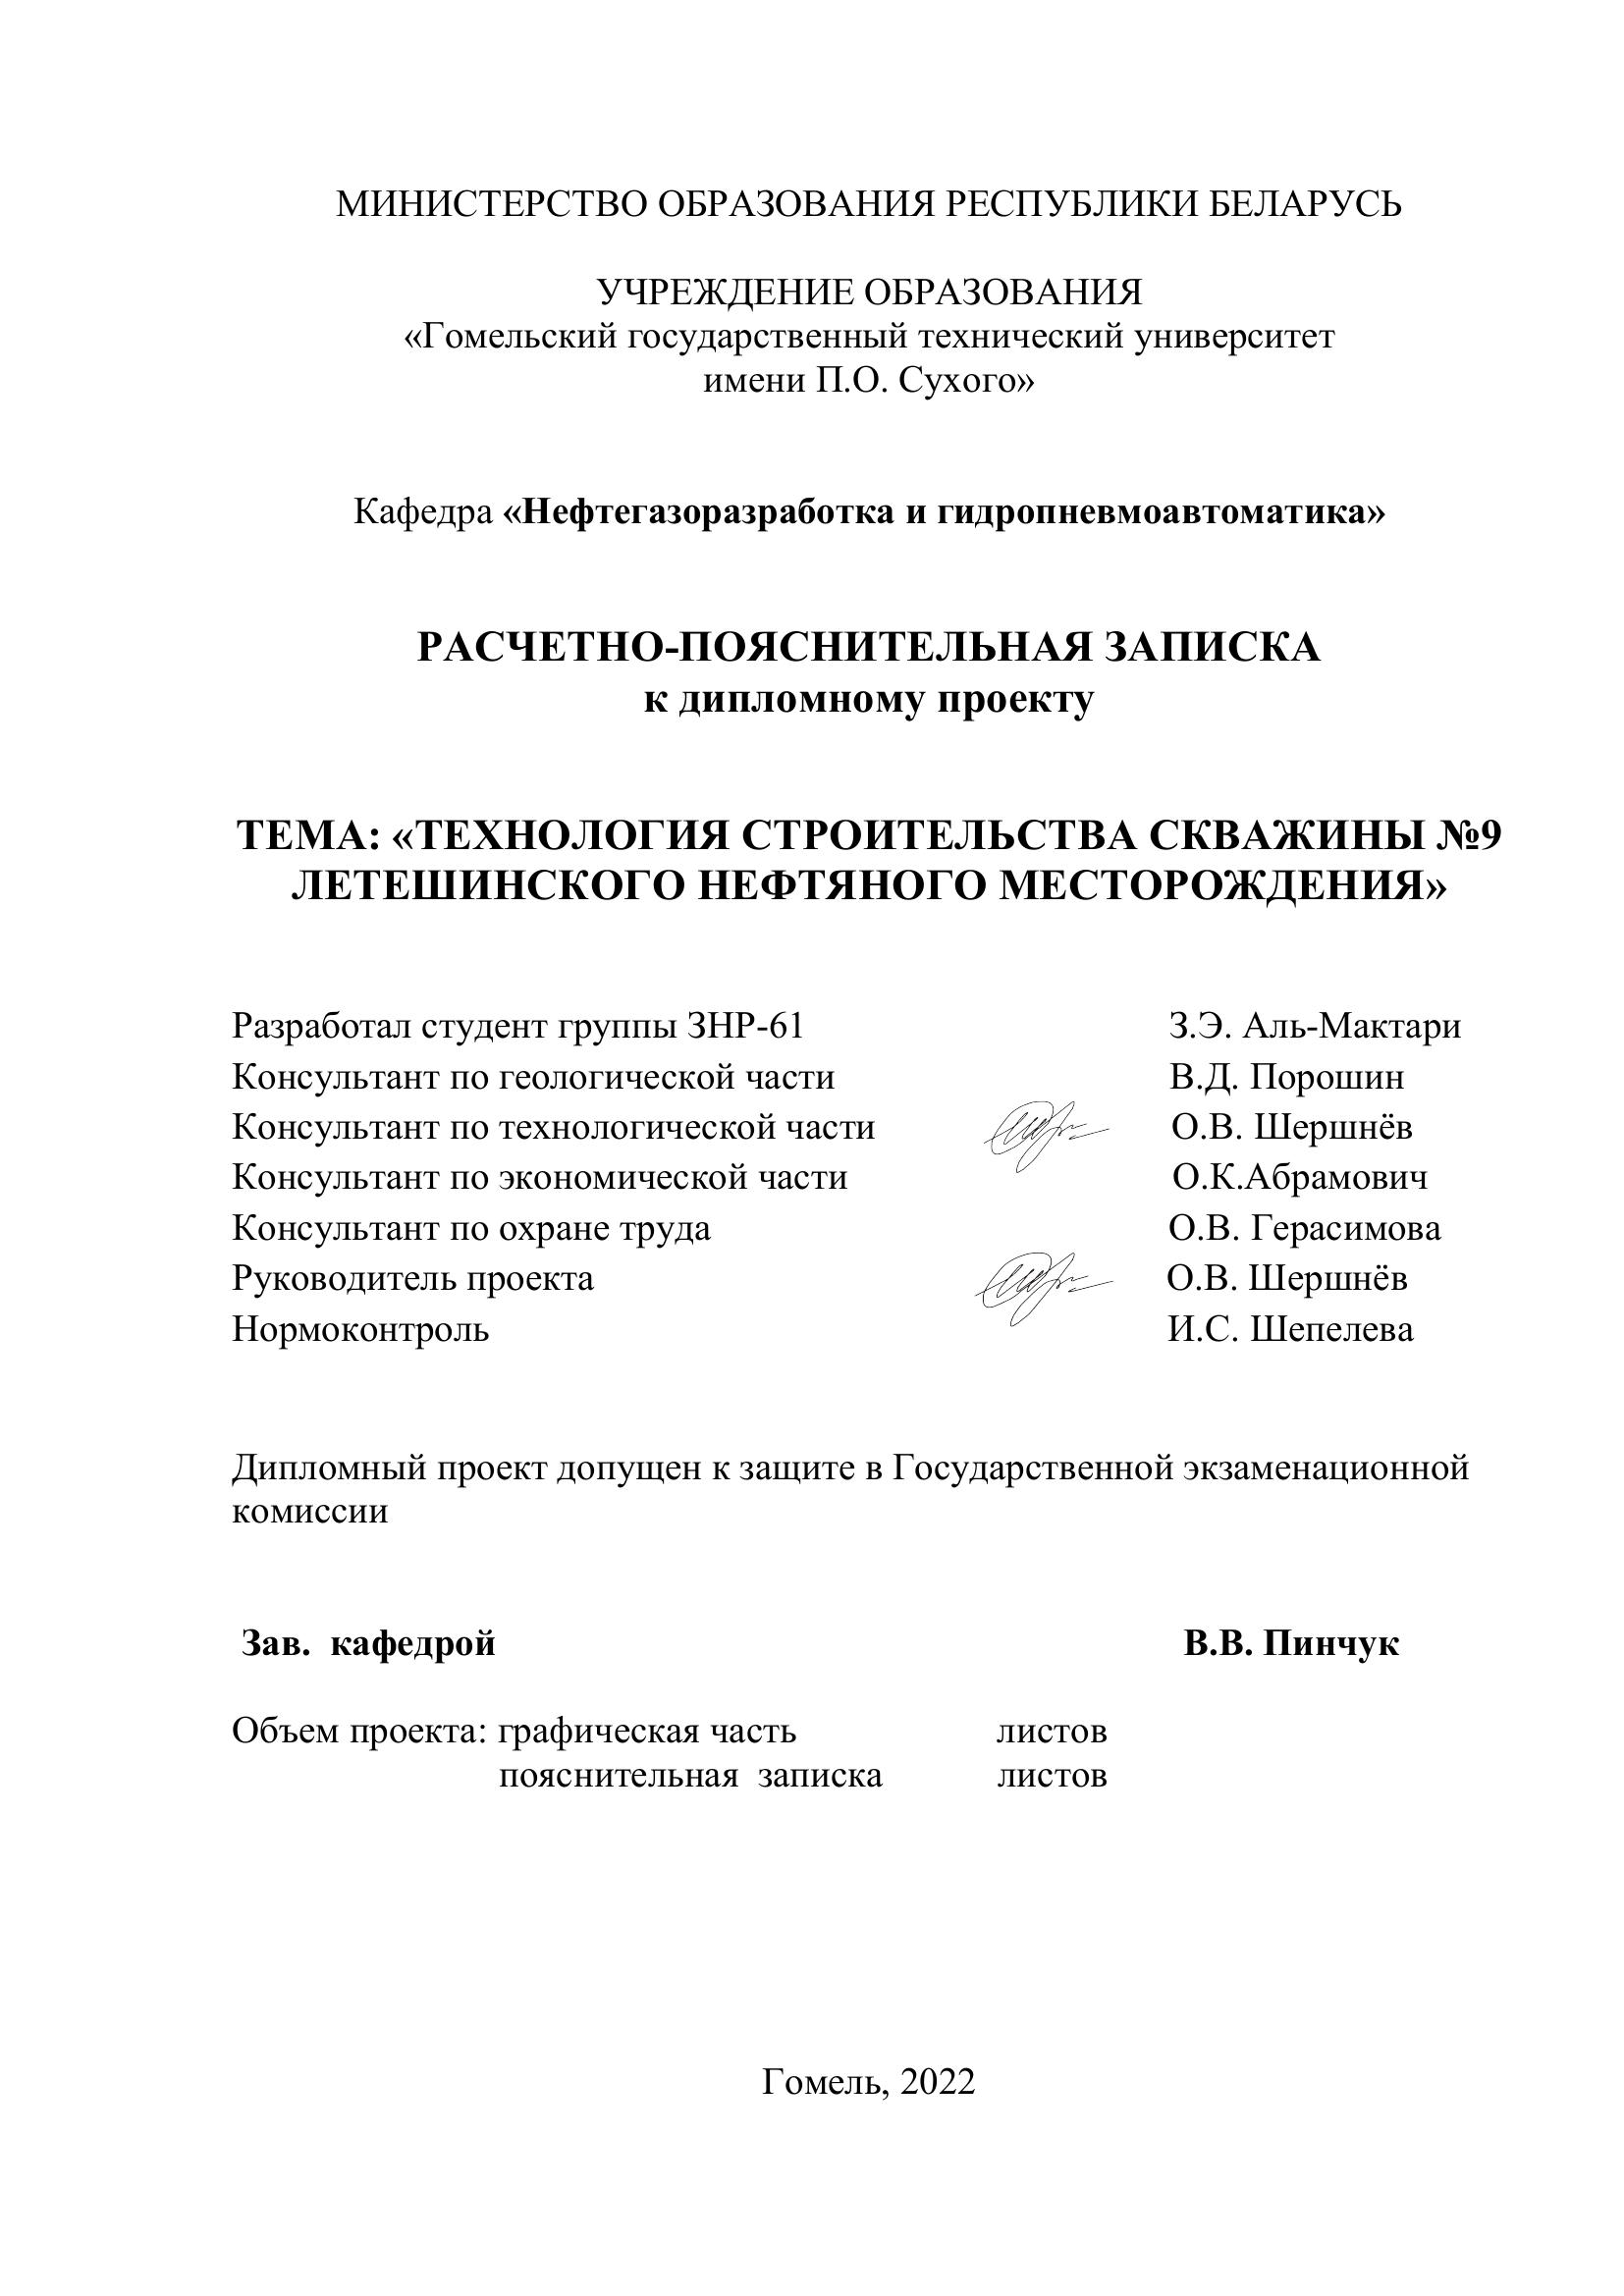 МИНИСТЕРСТВО ОБРАЗОВАНИЯ РЕСПУБЛИКИ БЕЛАРУСЬ
УЧРЕЖДЕНИЕ ОБРАЗОВАНИЯ
«Гомельский государственный технический университет
имени П.О. Сухого»
Кафедра «Нефтегазоразработка и гидропневмоавтоматика»
РАСЧЕТНО-ПОЯСНИТЕЛЬНАЯ ЗАПИСКА
к дипломному проекту
ТЕМА: «ТЕХНОЛОГИЯ СТРОИТЕЛЬСТВА СКВАЖИНЫ №9
ЛЕТЕШИНСКОГО НЕФТЯНОГО МЕСТОРОЖДЕНИЯ»
Разработал студент группы ЗНР-61 З.Э. Аль-Мактари
Консультант по геологической части В.Д. Порошин
Консультант по технологической части О.В. Шершнёв
Консультант по экономической части О.К.Абрамович
Консультант по охране труда О.В. Герасимова
Руководитель проекта О.В. Шершнёв
Нормоконтроль И.С. Шепелева
Дипломный проект допущен к защите в Государственной экзаменационной
комиссии
Зав. кафедрой В.В. Пинчук
Объем проекта: графическая часть листов
пояснительная записка листов
Гомель, 2022